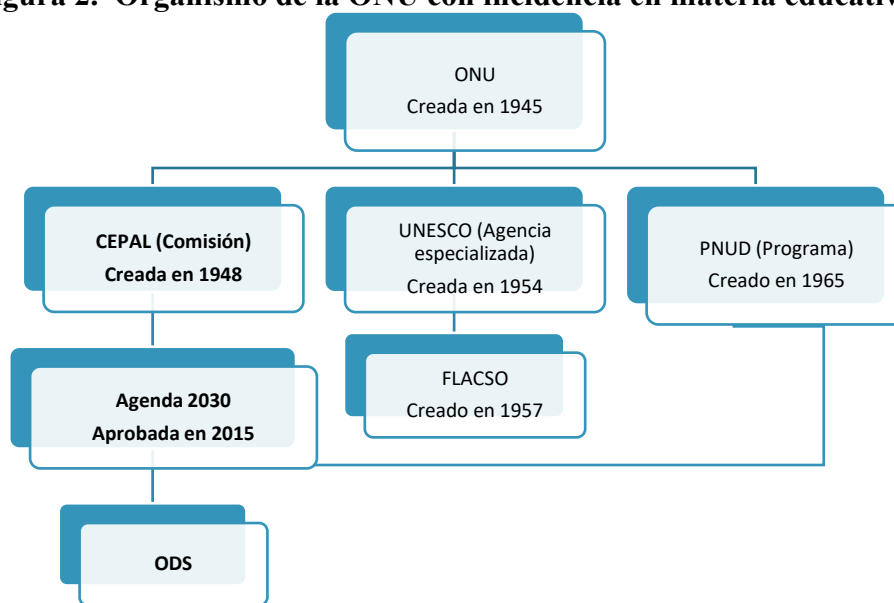 gura 2. Organismo de la ONU con incidencia en materia educativ
ONU
Creada en 1945
CEPAL (Comisión)
Creada en 1948
UNESCO (Agencia
especializada)
Creada en 1954
PNUD (Programa)
Creado en 1965
Agenda 2030
Aprobada en 2015
FLACSO
Creado en 1957
ODS